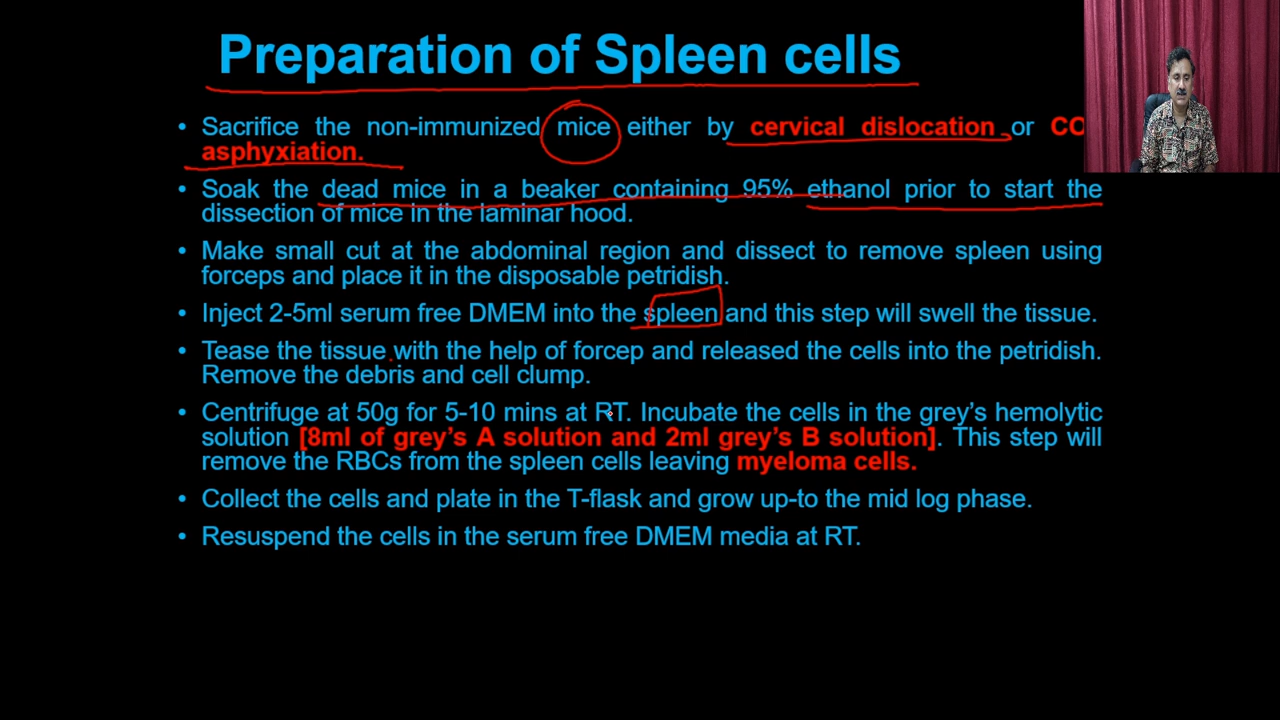 Preparation of Spleen cells
• Sacrifice the non-immunized mice either by cervical dislocation or CO
asphyxiation.
• Soak the dead mice in a beaker containing 95% ethanol prior to start the
dissection of mice in the laminar hood.
• Make small cut at the abdominal region and dissect to remove spleen using
forceps and place it in the disposable petridish.
• Inject 2-5ml serum free DMEM into the spleen and this step will swell the tissue.
• Tease the tissue with the help of forcep and released the cells into the petridish.
Remove the debris and cell clump.
• Centrifuge at 50g for 5-10 mins at RT. Incubate the cells in the grey's hemolytic
solution [8ml of grey's A solution and 2ml grey's B solution]. This step will
remove the RBCs from the spleen cells leaving myeloma cells.
• Collect the cells and plate in the T-flask and grow up-to the mid log phase.
• Resuspend the cells in the serum free DMEM media at RT.